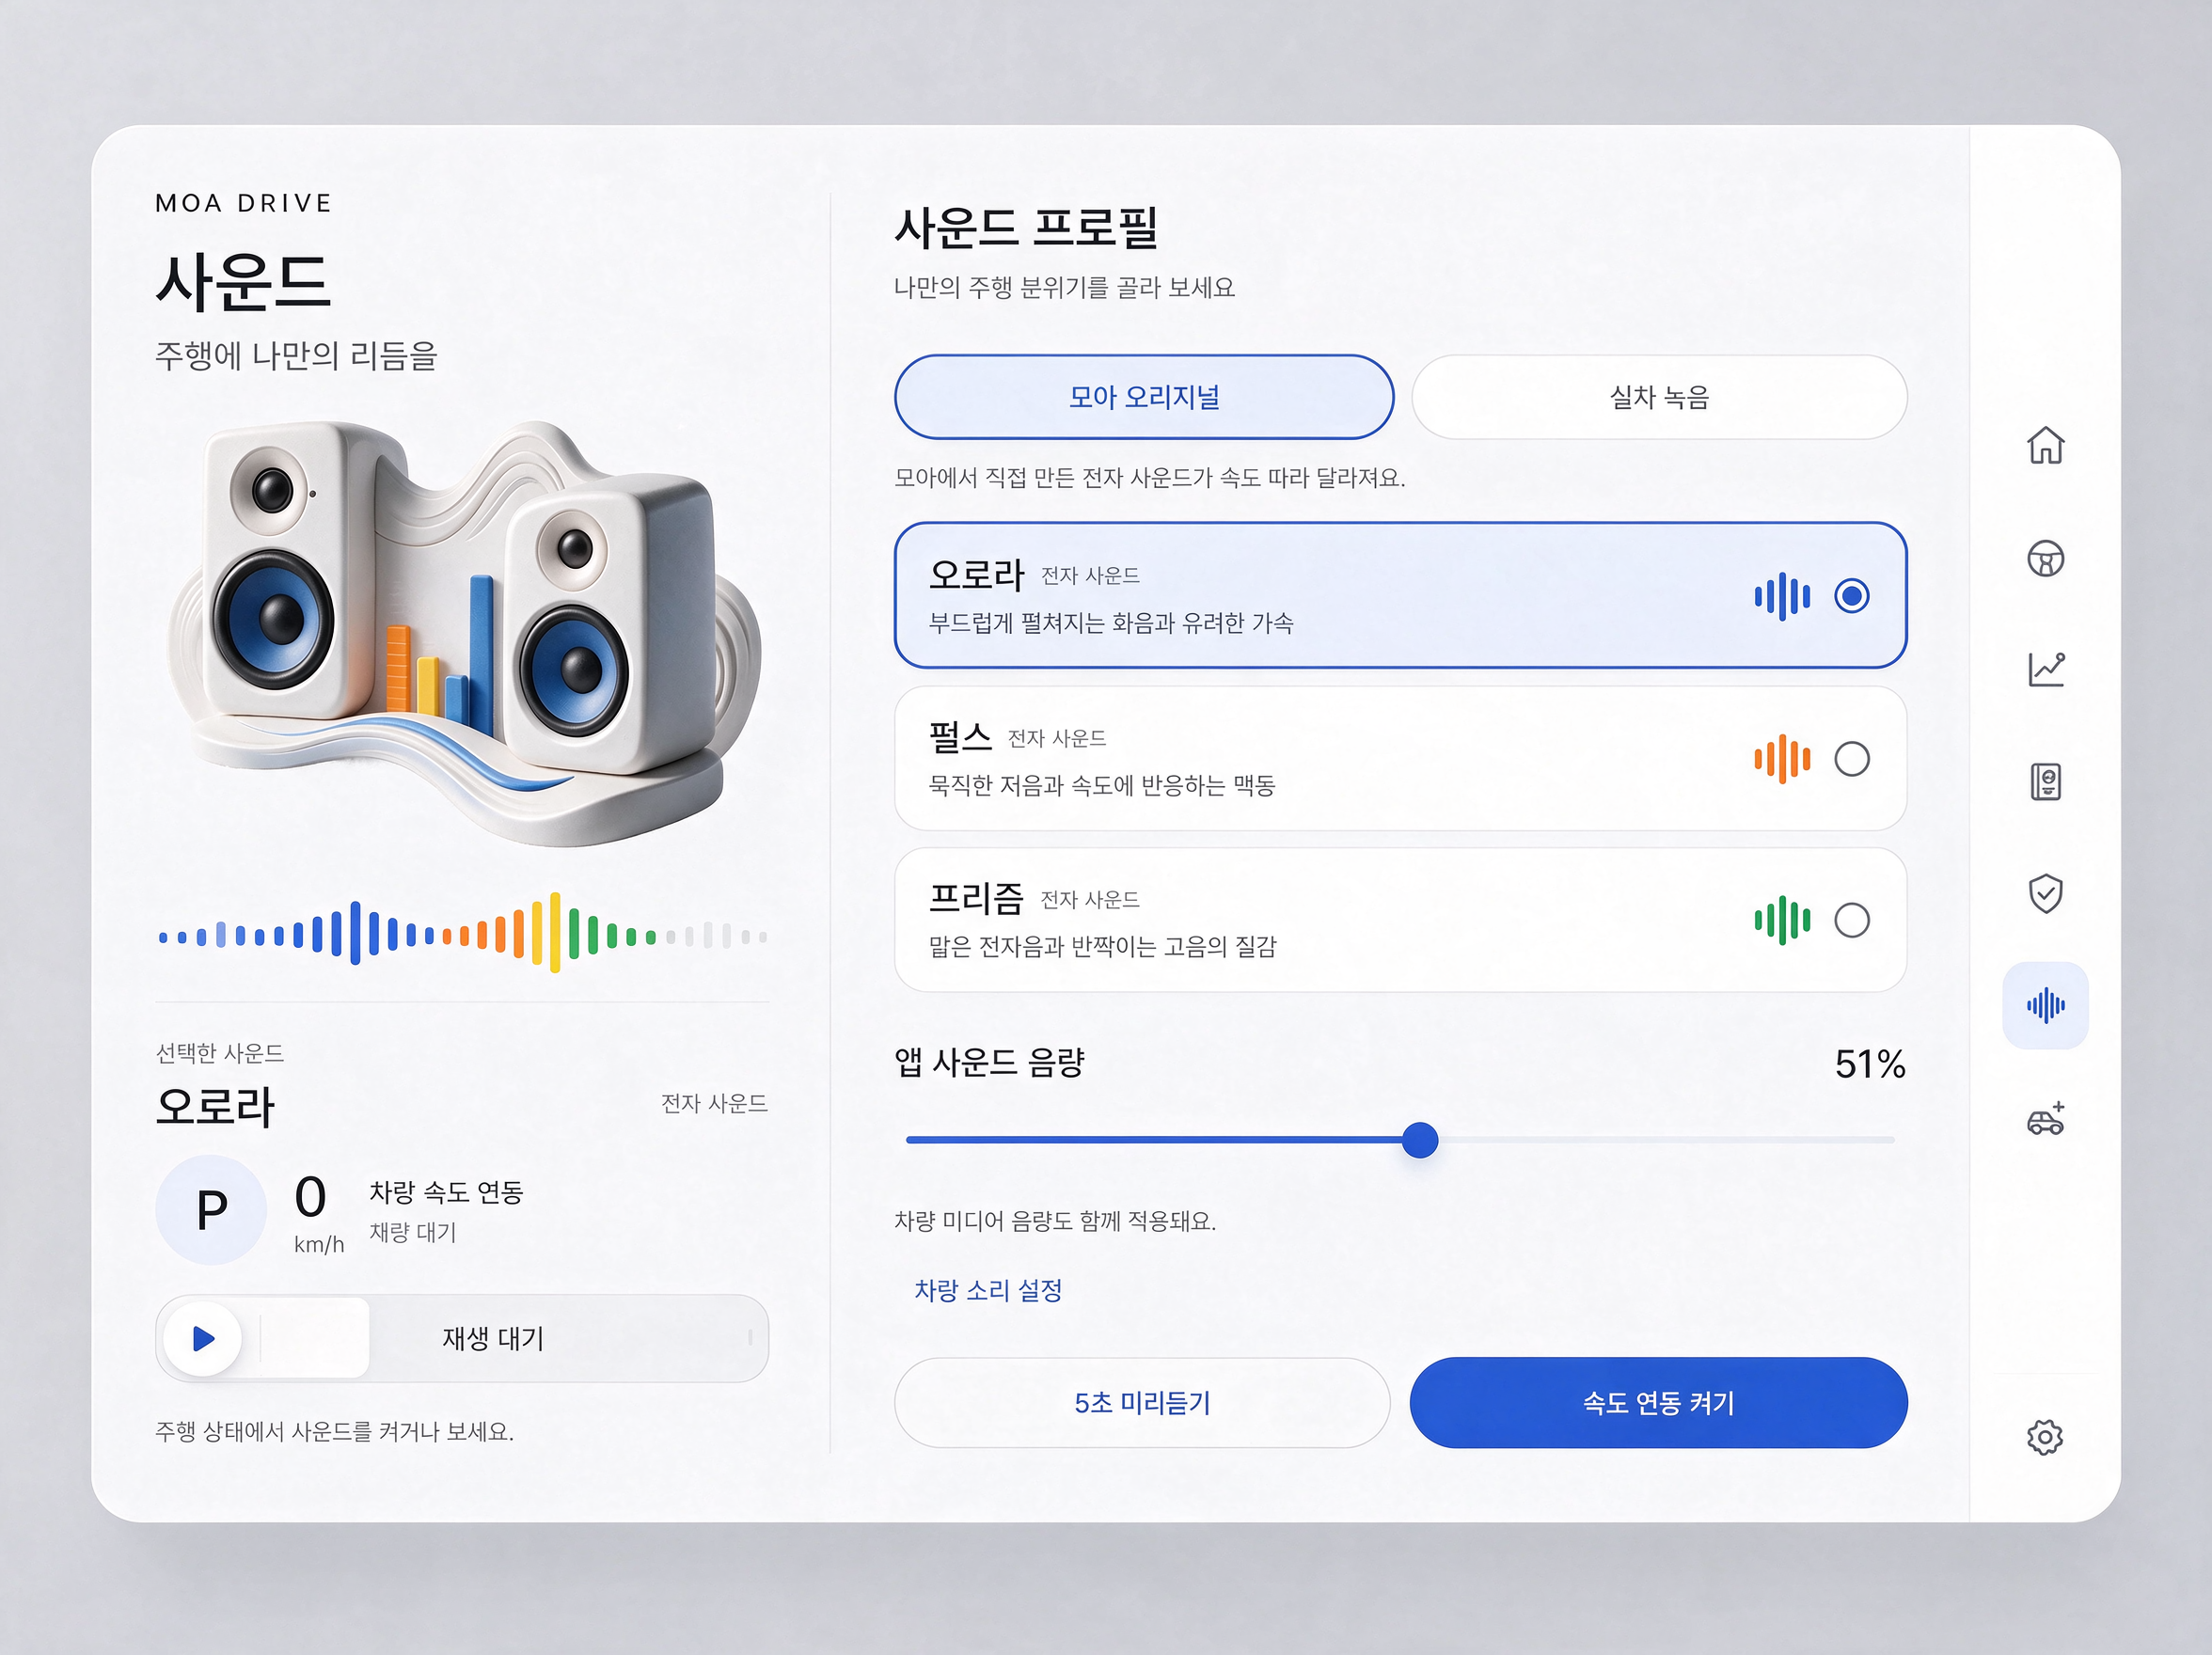 MOA DRIVE
사운드
주행에 나만의 리듬을
선택한 사운드
오로라
전자 사운드
P
0
km/h
차량 속도 연동
채량 대기
재생 대기
주행 상태에서 사운드를 켜거나 보세요.
사운드 프로필
나만의 주행 분위기를 골라 보세요
모아 오리지널
실차 녹음
모아에서 직접 만든 전자 사운드가 속도 따라 달라져요.
오로라 전자 사운드
부드럽게 펼쳐지는 화음과 유려한 가속
펄스 전자 사운드
묵직한 저음과 속도에 반응하는 맥동
프리즘 전자 사운드
맑은 전자음과 반짝이는 고음의 질감
앱 사운드 음량
51%
차량 미디어 음량도 함께 적용돼요.
차량 소리 설정
5초 미리듣기
속도 연동 켜기